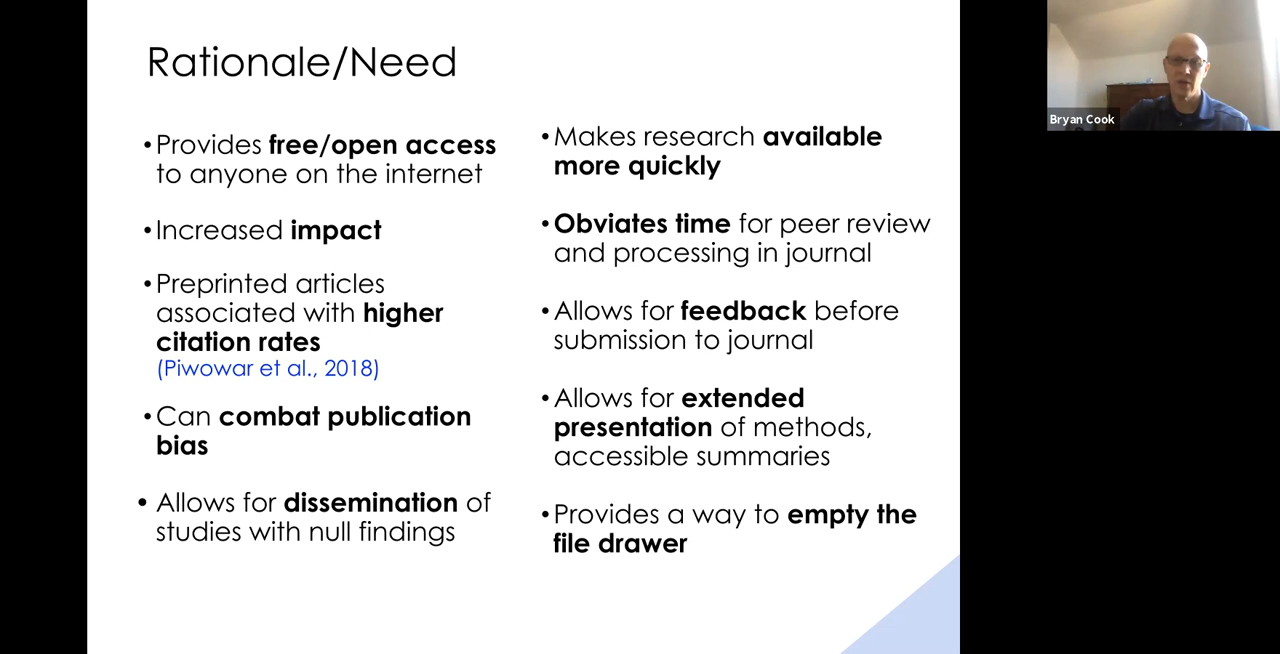 Rationale/Need
•Provides free/open access
to anyone on the internet
•Increased impact
•Preprinted articles
associated with higher
citation rates
(Piwowar et al., 2018)
•Can combat publication
bias
• Allows for dissemination of
studies with null findings
•Makes research available
more quickly
•Obviates time for peer review
and processing in journal
•Allows for feedback before
submission to journal
•Allows for extended
presentation of methods,
accessible summaries
•Provides a way to empty the
file drawer
Bryan Cook